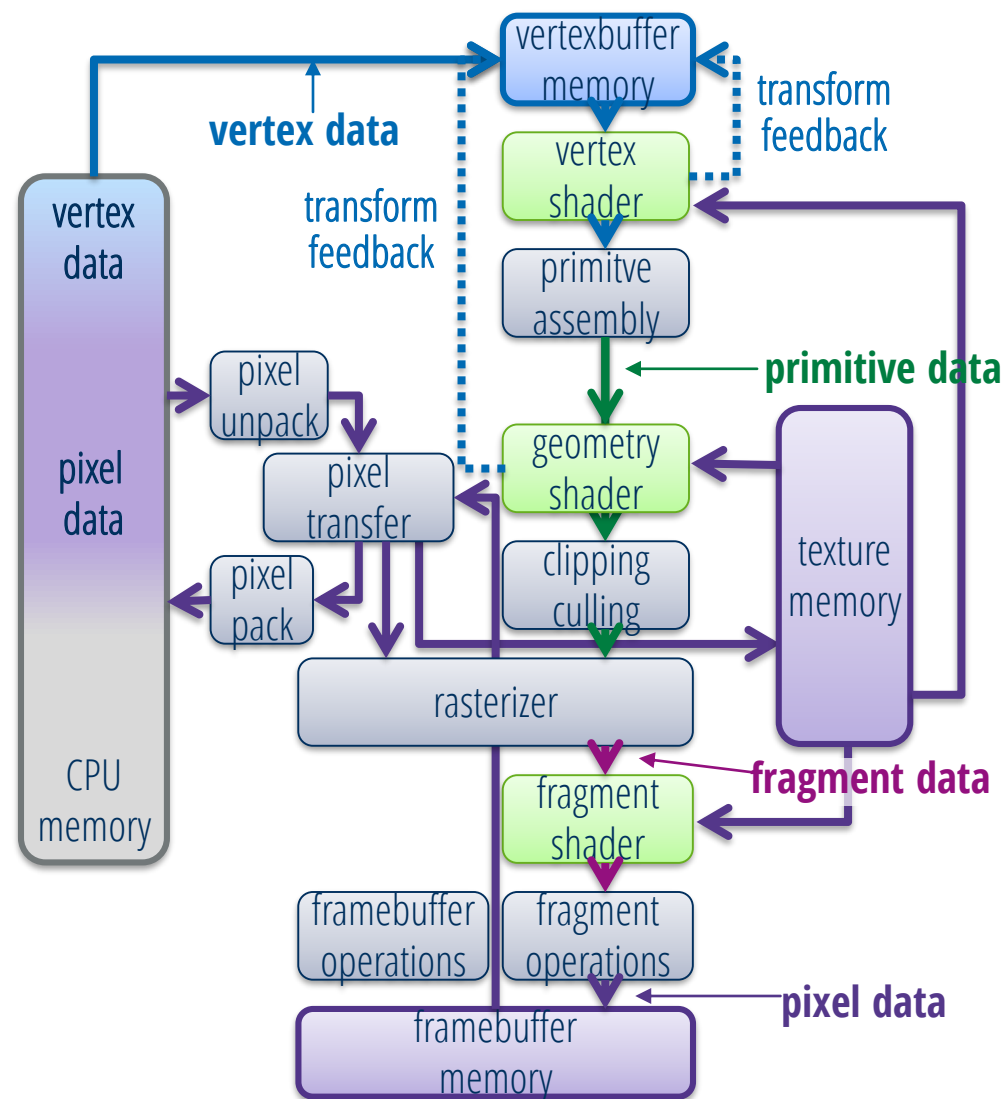 vertexbuffer
memory
vertex data
transform
feedback
vertex
shader
transform
feedback
vertex
data
primitve
assembly
primitive data
pixel
unpack
geometry
shader
pixel
data
pixel
transfer
texture
memory
clipping
culling
pixel
pack
rasterizer
CPU
memory
fragment data
fragment
shader
framebuffer
operations
fragment
operations
pixel data
framebuffer
memory